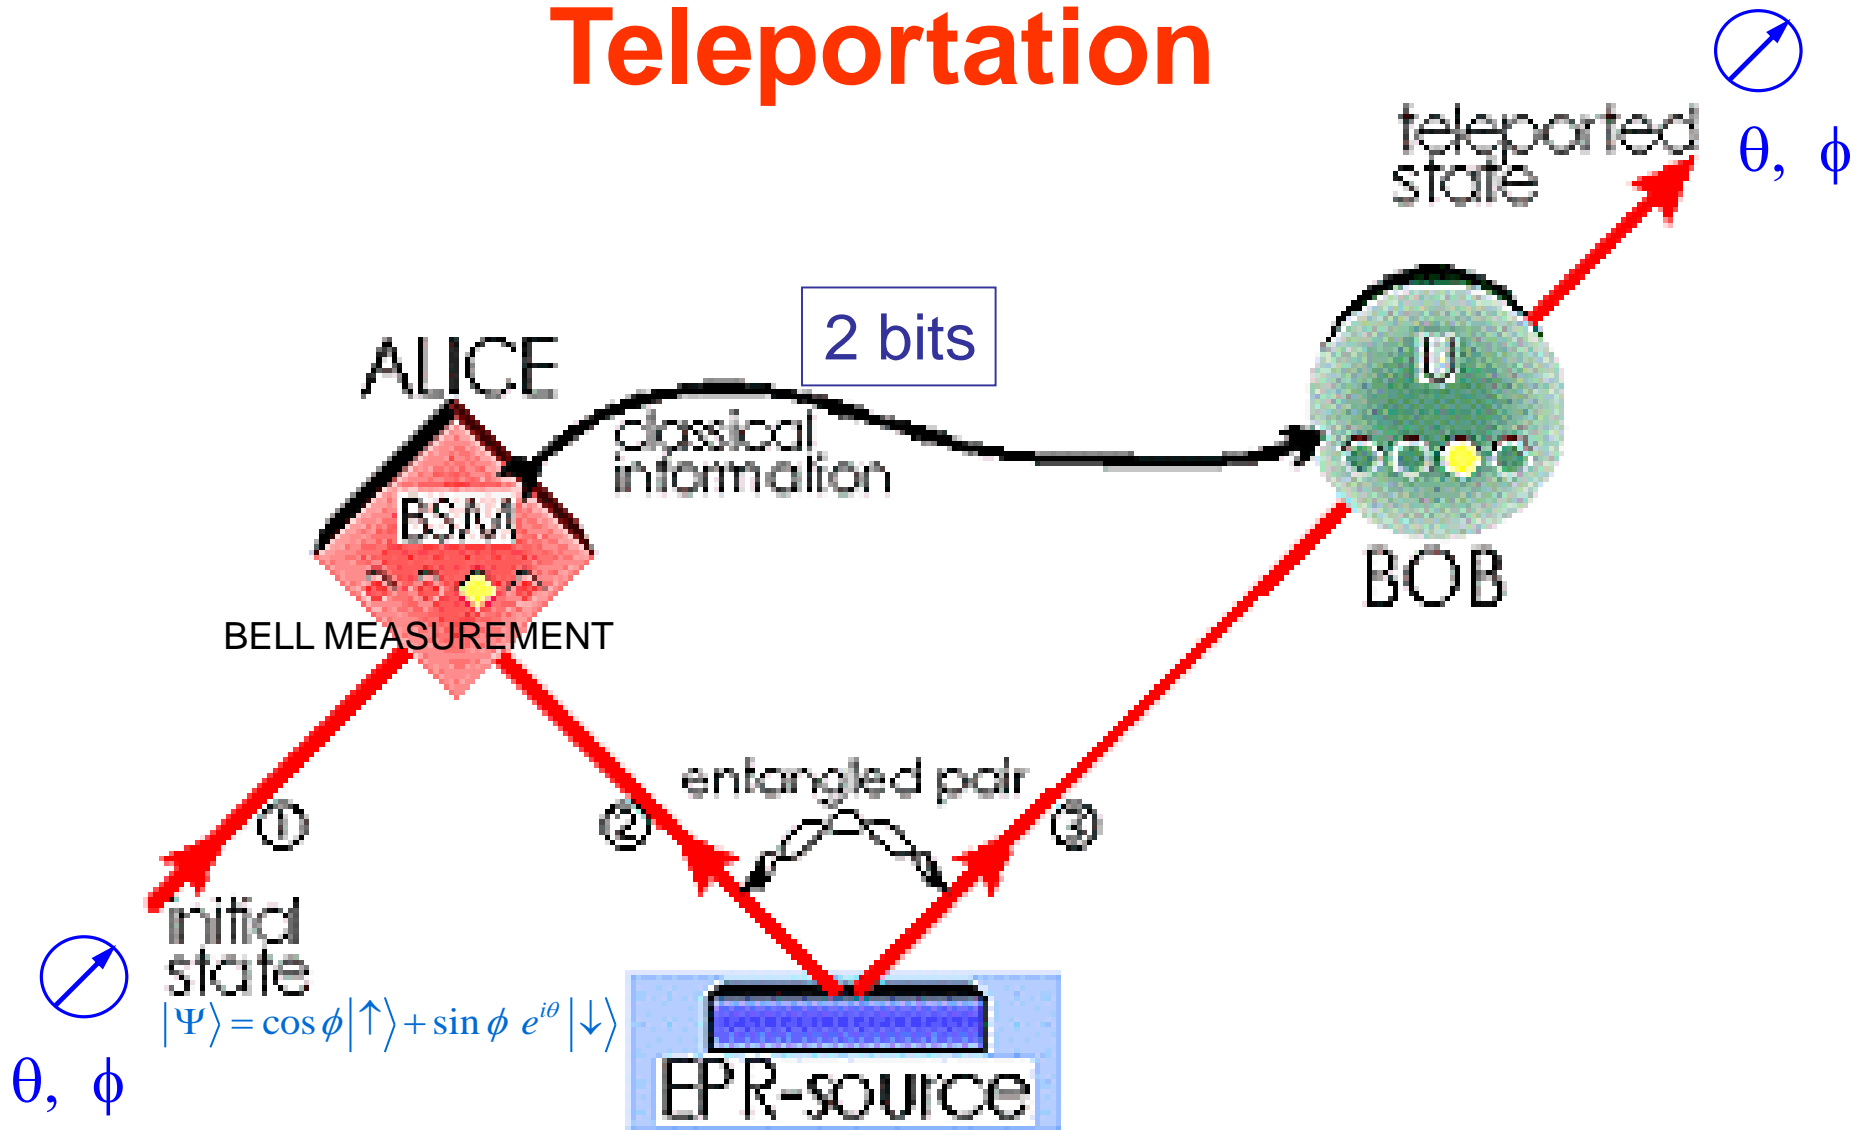 Teleportation
teleported
state
θ, ϕ
2 bits
ALICE
classical
information
U
BSM
BELL MEASUREMENT
BOB
entangled pair
①
②
③
initial
state
|Ψ⟩ = cos ϕ|↑⟩ + sin ϕ e^{iθ}|↓⟩
θ, ϕ
EPR-source